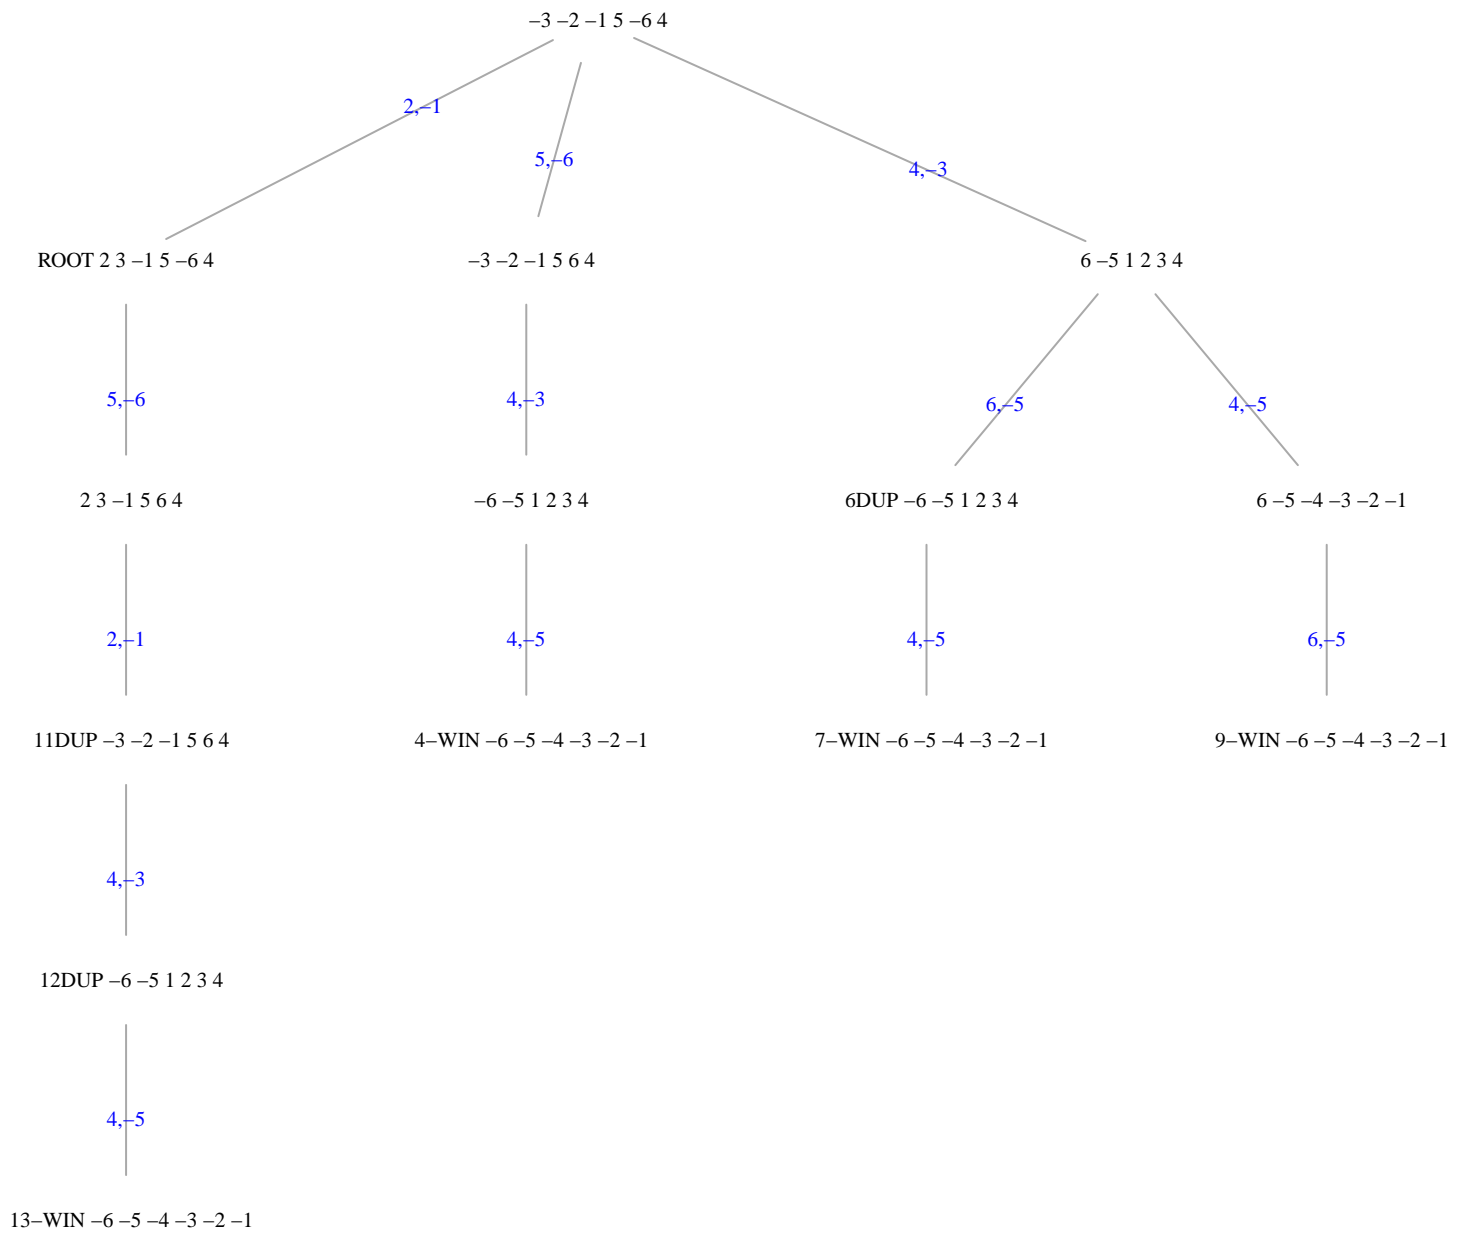 −3 −2 −1 5 −6 4
2,−1
5,−6
4,−3
ROOT 2 3 −1 5 −6 4
−3 −2 −1 5 6 4
6 −5 1 2 3 4
5,−6
4,−3
6,−5
4,−5
2 3 −1 5 6 4
−6 −5 1 2 3 4
6DUP −6 −5 1 2 3 4
6 −5 −4 −3 −2 −1
2,−1
4,−5
4,−5
6,−5
11DUP −3 −2 −1 5 6 4
4−WIN −6 −5 −4 −3 −2 −1
7−WIN −6 −5 −4 −3 −2 −1
9−WIN −6 −5 −4 −3 −2 −1
4,−3
12DUP −6 −5 1 2 3 4
4,−5
13−WIN −6 −5 −4 −3 −2 −1